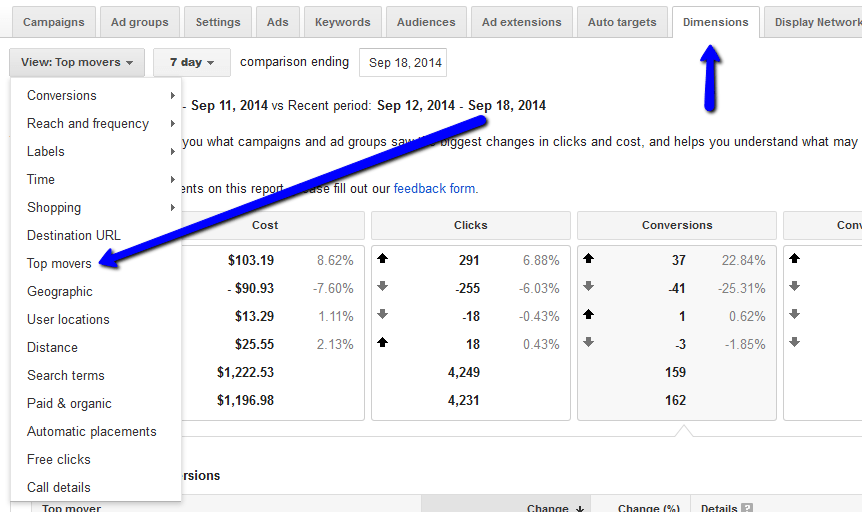 Campaigns Ad groups Settings Ads Keywords Audiences Ad extensions Auto targets Dimensions Display Network
View: Top movers 7 day comparison ending Sep 18, 2014
Conversions
- Sep 11, 2014 vs Recent period: Sep 12, 2014 - Sep 18, 2014
Reach and frequency
you what campaigns and ad groups saw the biggest changes in clicks and cost, and helps you understand what may
Labels
Time
on this report, please fill out our feedback form.
Shopping
Destination URL
Cost Clicks Conversions
Top movers
$103.19 8.62% 291 6.88% 37 22.84%
Geographic
- $90.93 -7.60% -255 -6.03% -41 -25.31%
User locations
$13.29 1.11% -18 -0.43% 1 0.62%
Distance
$25.55 2.13% 18 0.43% -3 -1.85%
Search terms
$1,222.53 4,249 159
Paid & organic
$1,196.98 4,231 162
Automatic placements
Free clicks
Call details
Top mover Change Change (%) Details ?